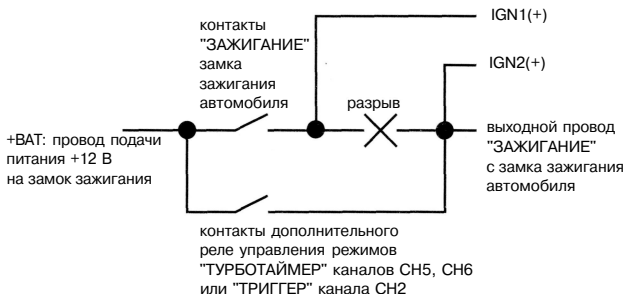 контакты
"ЗАЖИГАНИЕ"
замка
зажигания
автомобиля
IGN1(+)
IGN2(+)
разрыв
+BAT: провод подачи
питания +12 В
на замок зажигания
выходной провод
"ЗАЖИГАНИЕ"
с замка зажигания
автомобиля
контакты дополнительного
реле управления режимов
"ТУРБОТАЙМЕР" каналов CH5, CH6
или "ТРИГГЕР" канала CH2